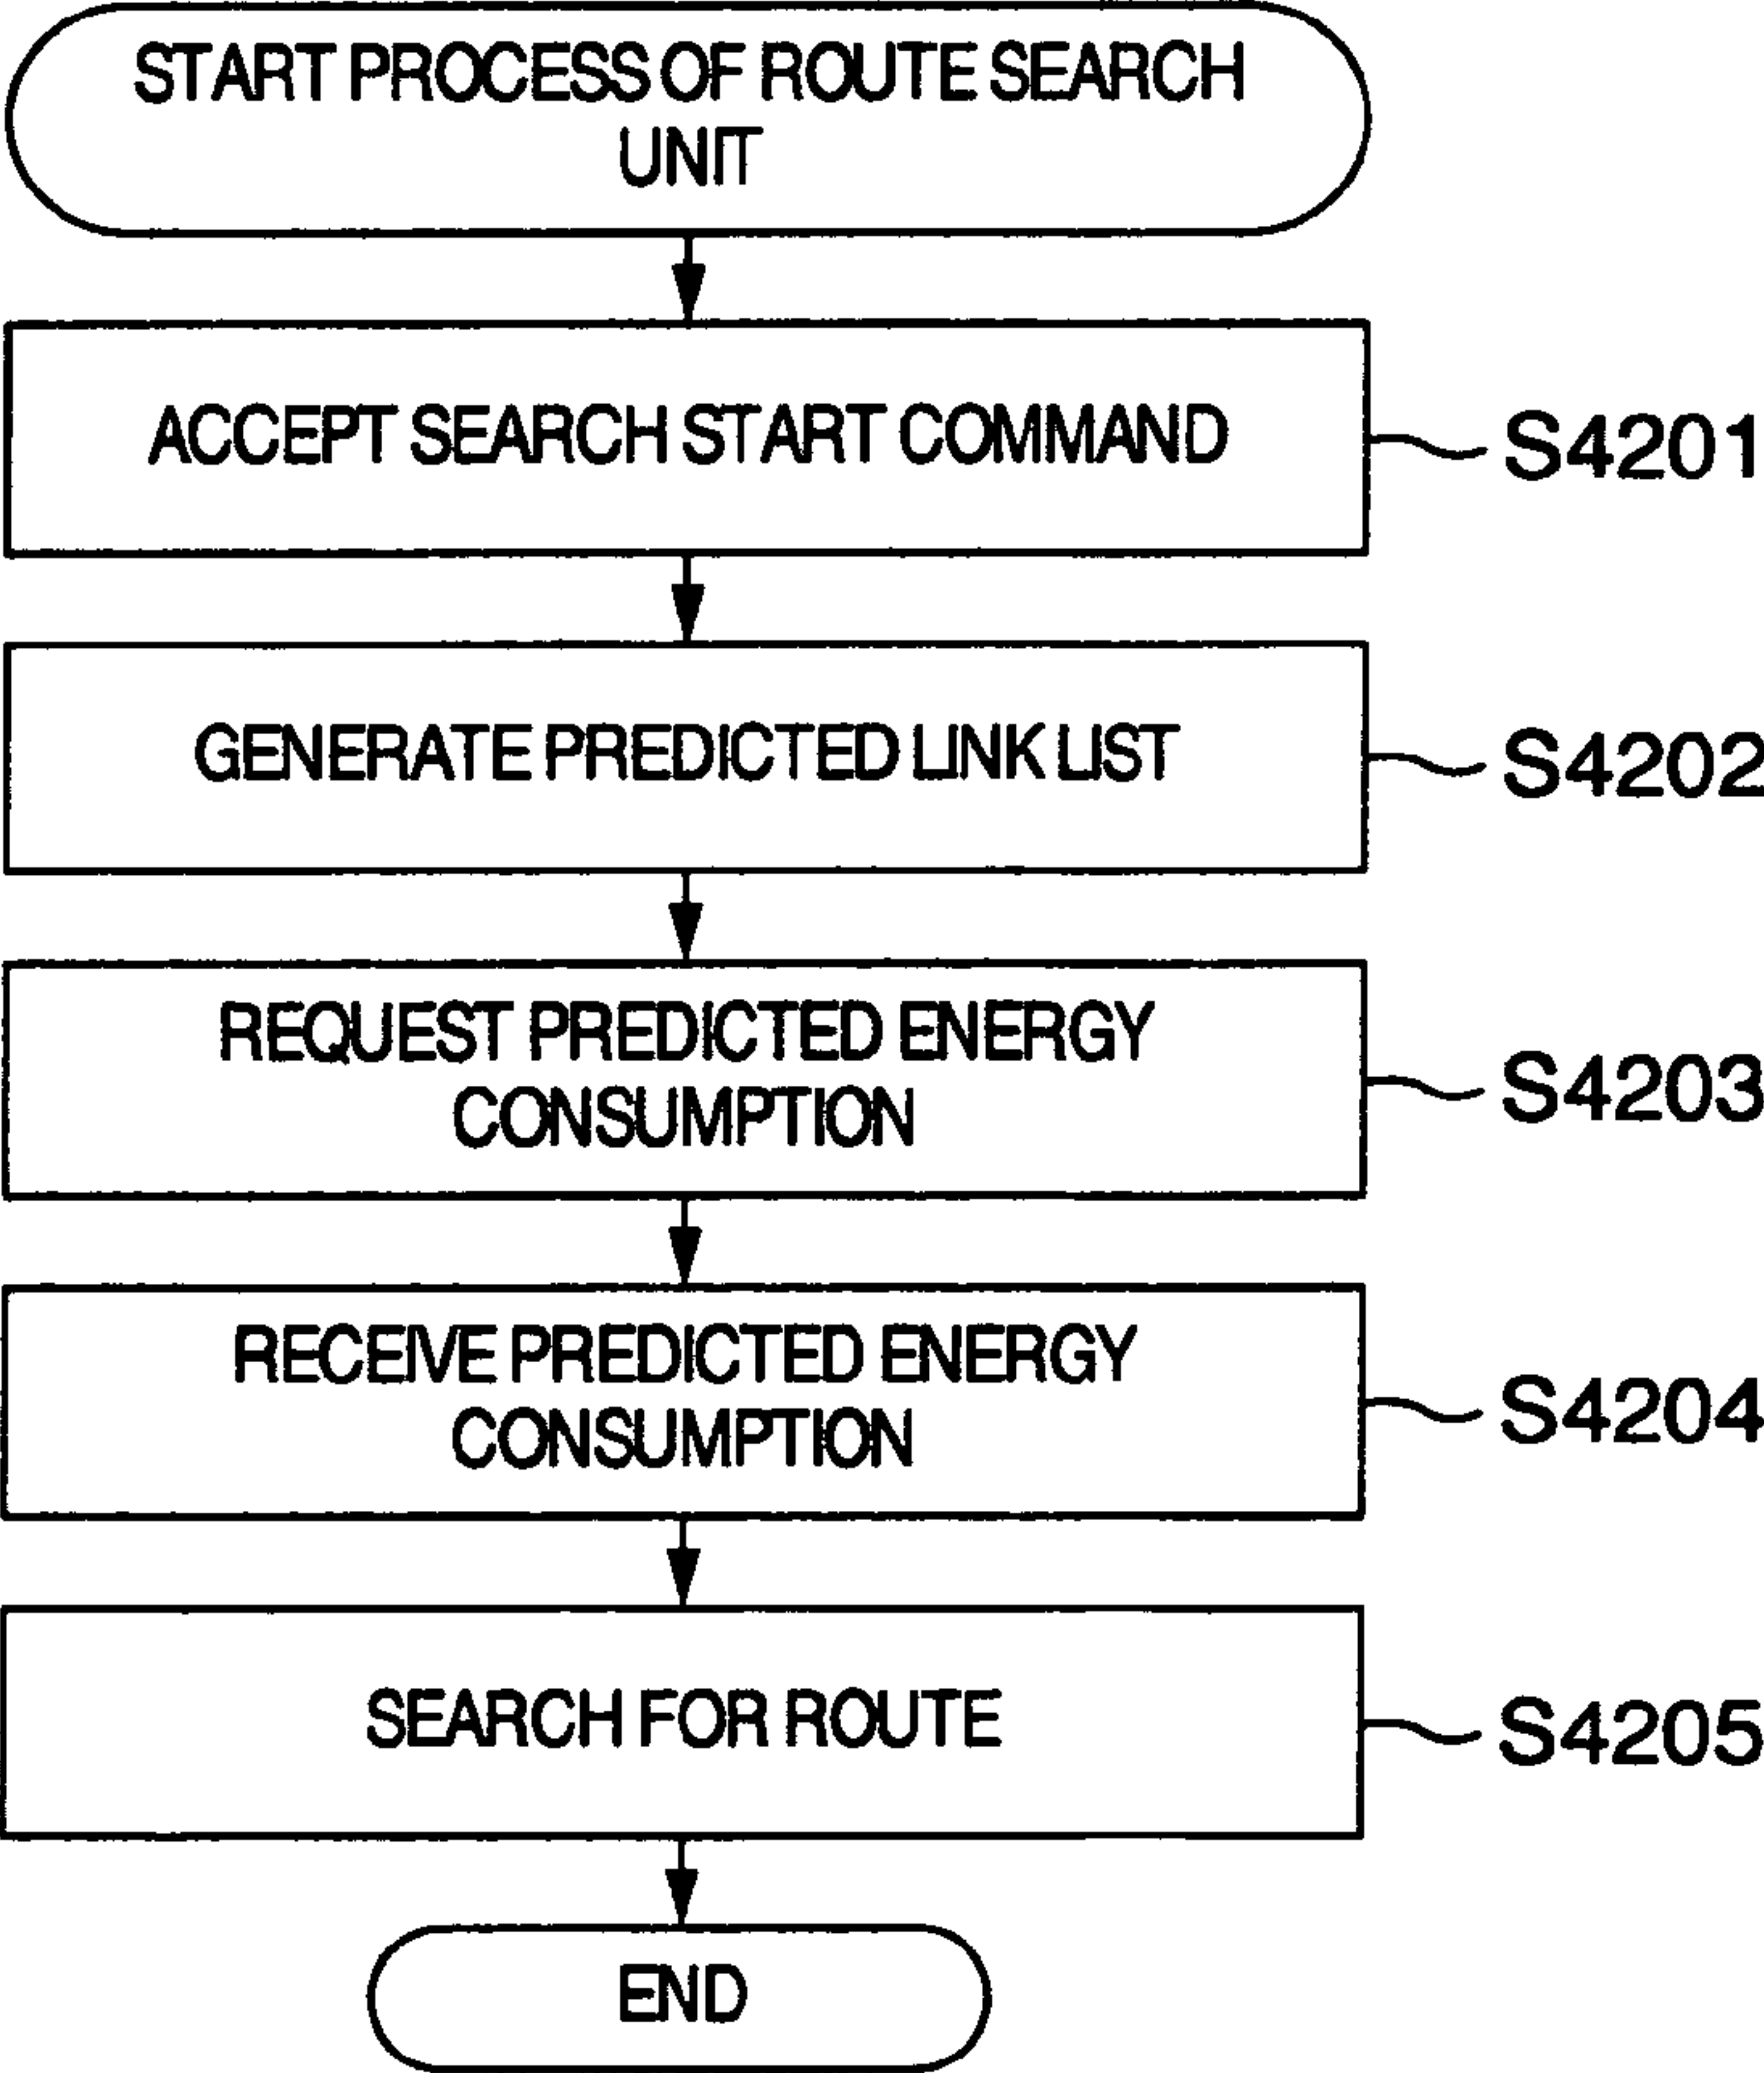 START PROCESS OF ROUTE SEARCH
UNIT
ACCEPT SEARCH START COMMAND
S4201
GENERATE PREDICTED LINK LIST
S4202
REQUEST PREDICTED ENERGY
CONSUMPTION
S4203
RECEIVE PREDICTED ENERGY
CONSUMPTION
S4204
SEARCH FOR ROUTE
S4205
END